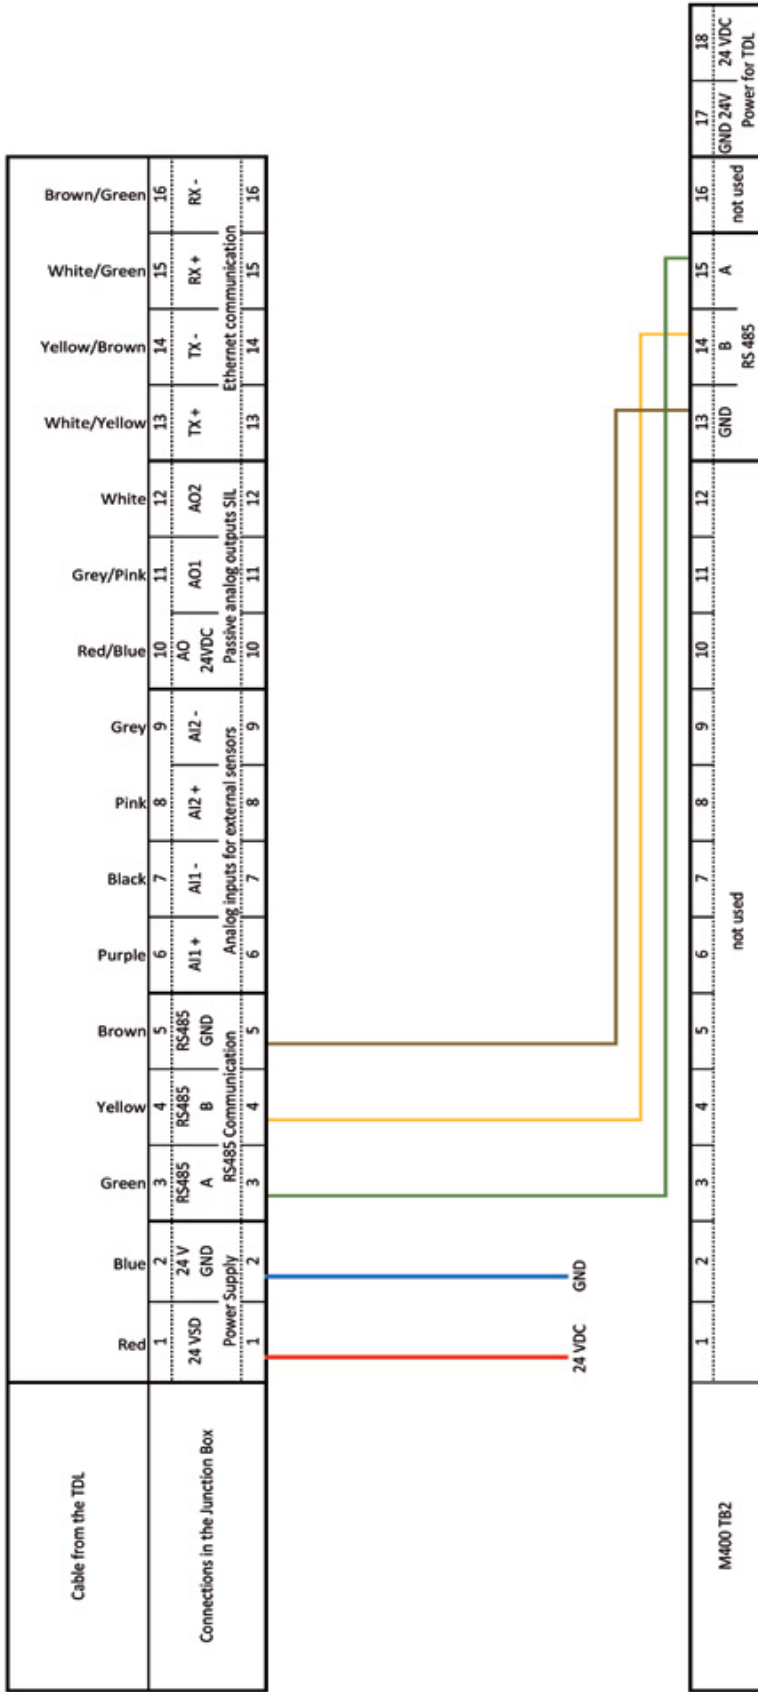 Cable from the TDL
Red
Blue
Green
Yellow
Brown
Purple
Black
Pink
Grey
Red/Blue
Grey/Pink
White
White/Yellow
Yellow/Brown
White/Green
Brown/Green
Connections in the Junction Box
1 2 3 4 5 6 7 8 9 10 11 12 13 14 15 16
24 VSD
24 V
GND
RS485
A
RS485
B
RS485
GND
AI1 +
AI1 -
AI2 +
AI2 -
AO
24VDC
AO1
AO2
TX +
TX -
RX +
RX -
Power Supply
RS485 Communication
Analog inputs for external sensors
Passive analog outputs SIL
Ethernet communication
1 2 3 4 5 6 7 8 9 10 11 12 13 14 15 16
24 VDC
GND
M400 TB2
1 2 3 4 5 6 7 8 9 10 11 12 13 14 15 16 17 18
not used
GND
B
A
RS 485
not used
GND 24V
24 VDC
Power for TDL